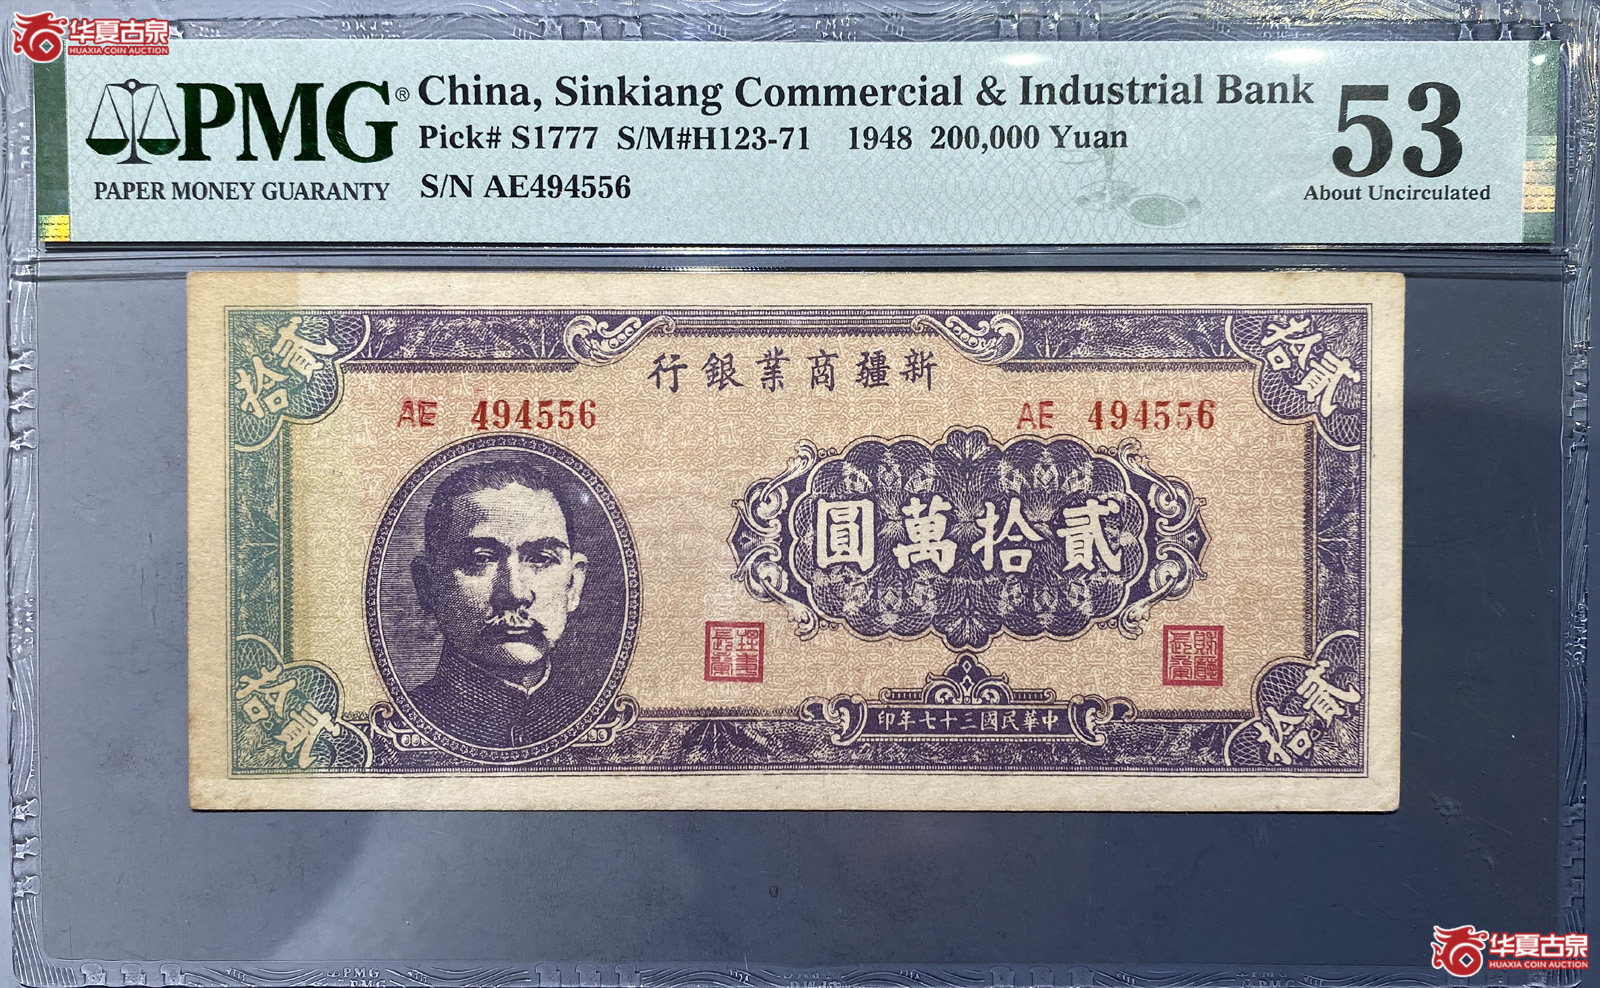 华夏古泉
HUAXIA COIN AUCTION
PMG®
PAPER MONEY GUARANTY
China, Sinkiang Commercial & Industrial Bank
Pick# S1777 S/M#H123-71 1948 200,000 Yuan
S/N AE494556
53
About Uncirculated
貳拾
拾貳
新疆商業銀行
AE 494556
AE 494556
貳拾萬圓
中華民國三十七年印
拾貳
貳拾
PMG
华夏古泉
HUAXIA COIN AUCTION